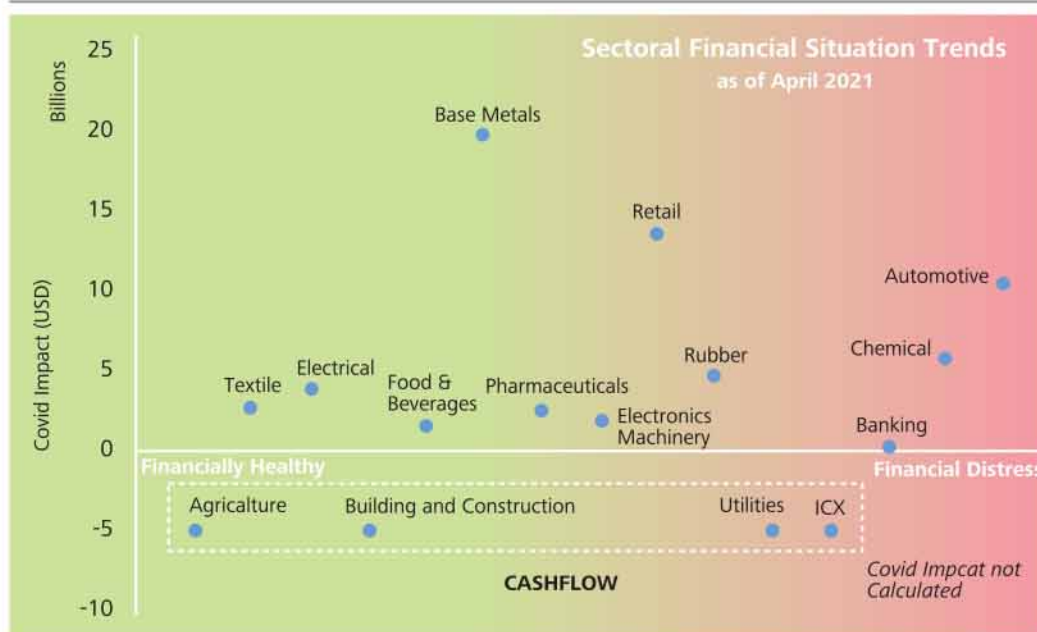 Sectoral Financial Situation Trends
as of April 2021
Billions
Covid Impact (USD)
25
20
15
10
5
0
-5
-10
Base Metals
Retail
Automotive
Chemical
Rubber
Electrical
Textile
Food &
Beverages
Pharmaceuticals
Electronics
Machinery
Banking
Financially Healthy
Financial Distress
Agricalture
Building and Construction
Utilities
ICX
CASHFLOW
Covid Impcat not
Calculated